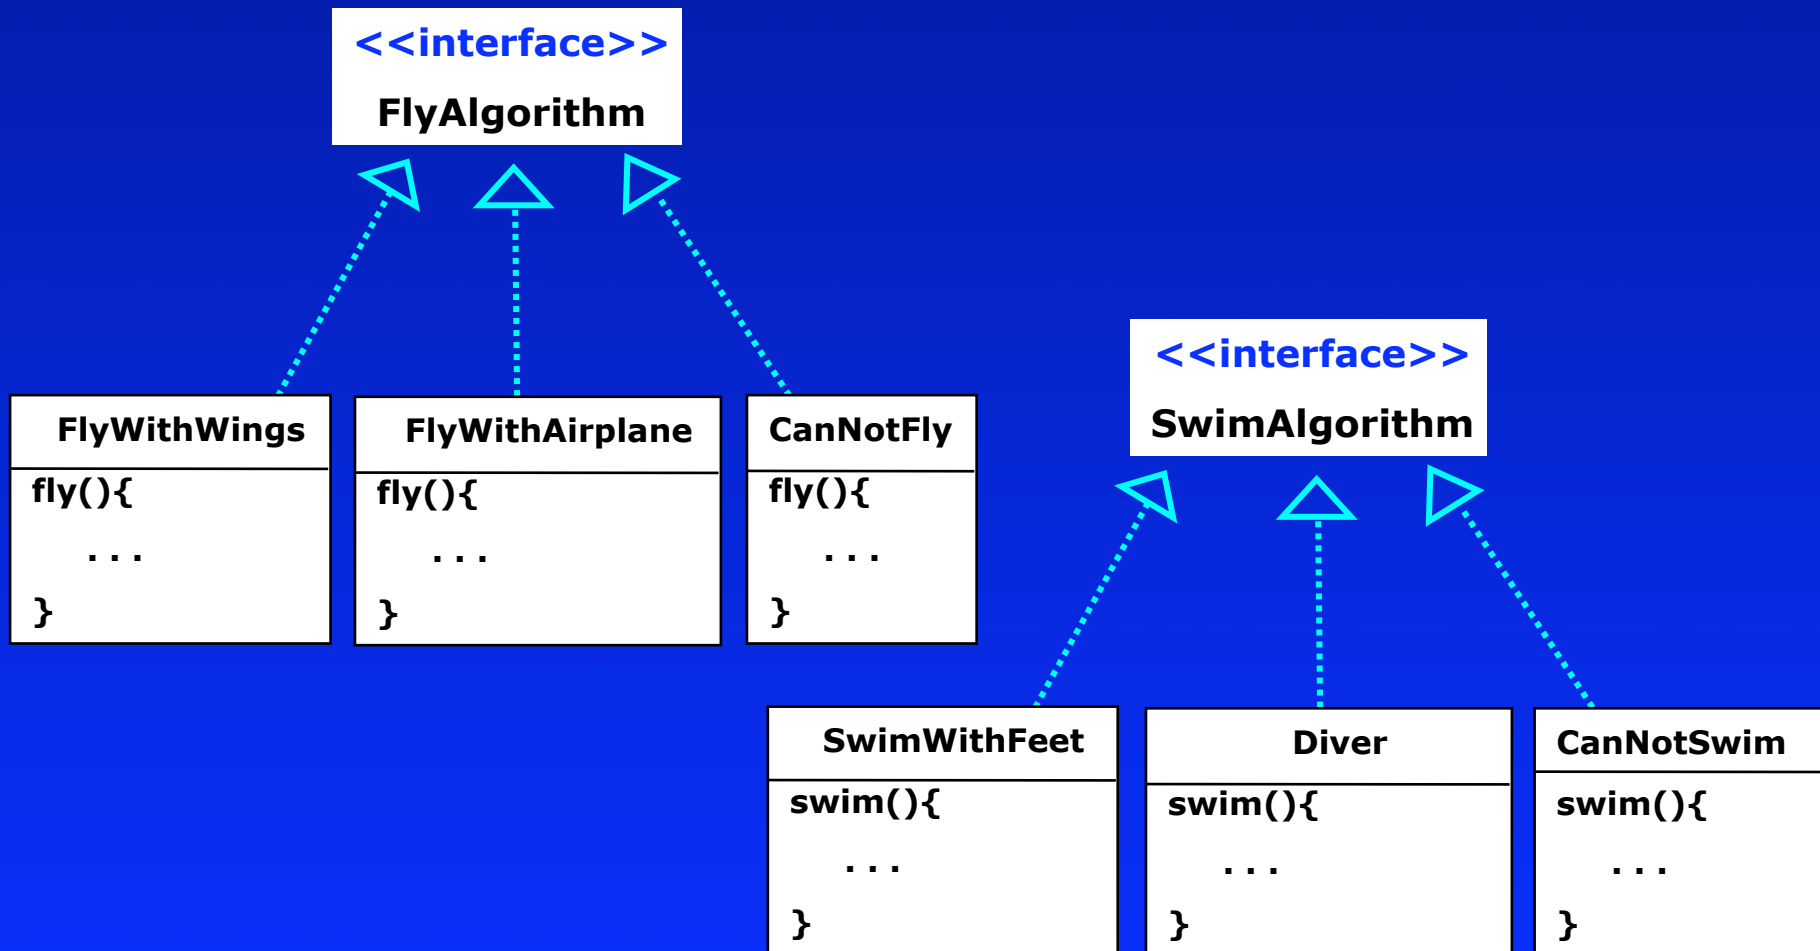 <<interface>>
FlyAlgorithm
FlyWithWings
fly(){
. . .
}
FlyWithAirplane
fly(){
. . .
}
CanNotFly
fly(){
. . .
}
<<interface>>
SwimAlgorithm
SwimWithFeet
swim(){
. . .
}
Diver
swim(){
. . .
}
CanNotSwim
swim(){
. . .
}